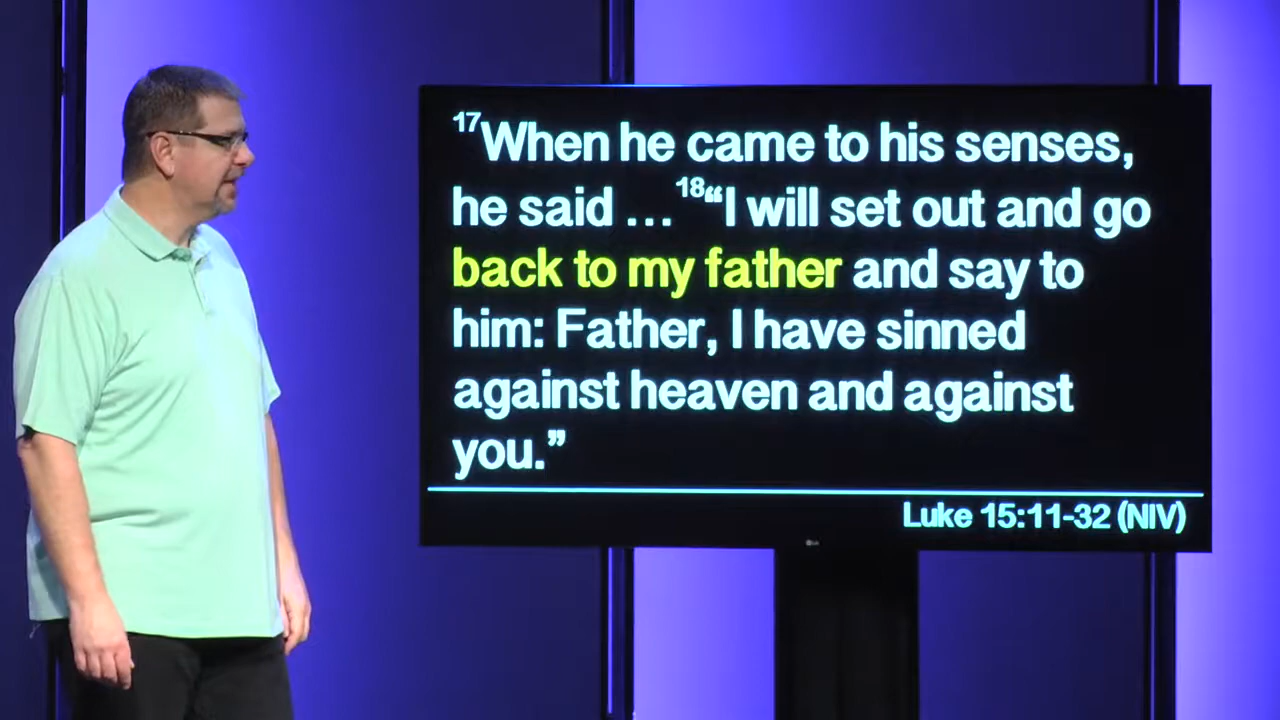 ¹⁷When he came to his senses,
he said … ¹⁸“I will set out and go
back to my father and say to
him: Father, I have sinned
against heaven and against
you.”
Luke 15:11-32 (NIV)
LG